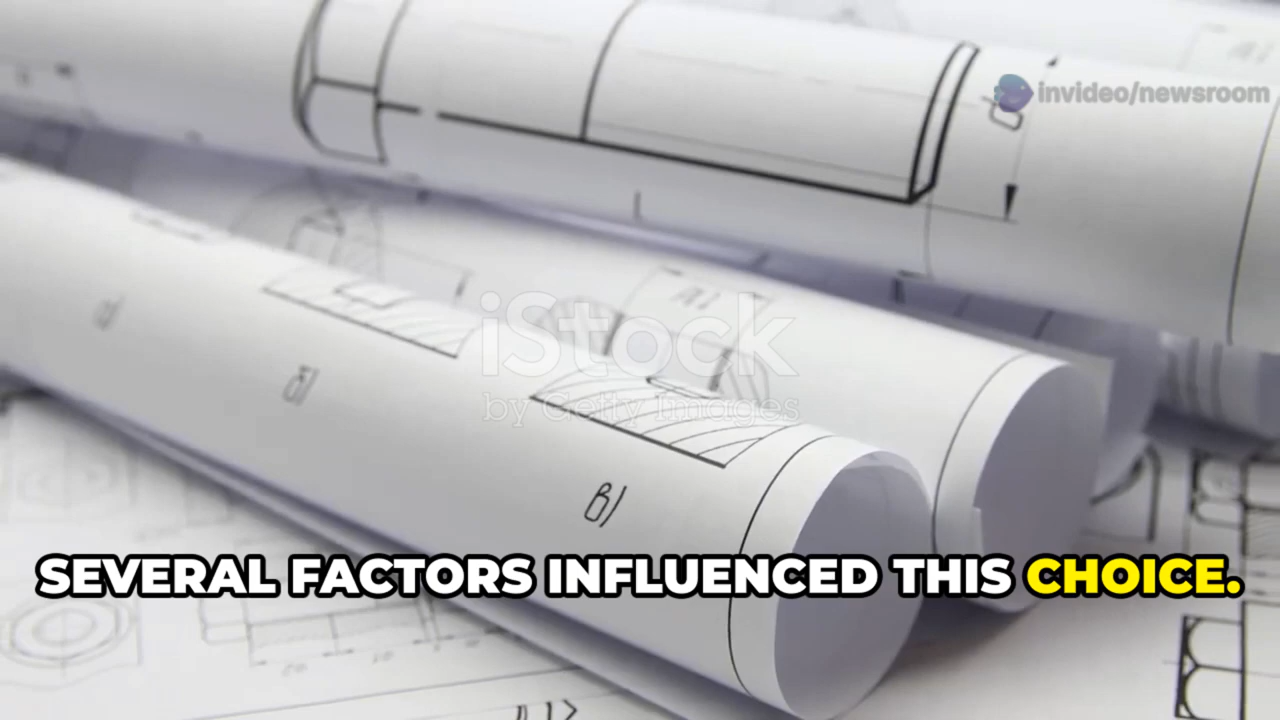 invideo/newsroom
iStock
by Getty Images
в)
SEVERAL FACTORS INFLUENCED THIS CHOICE.